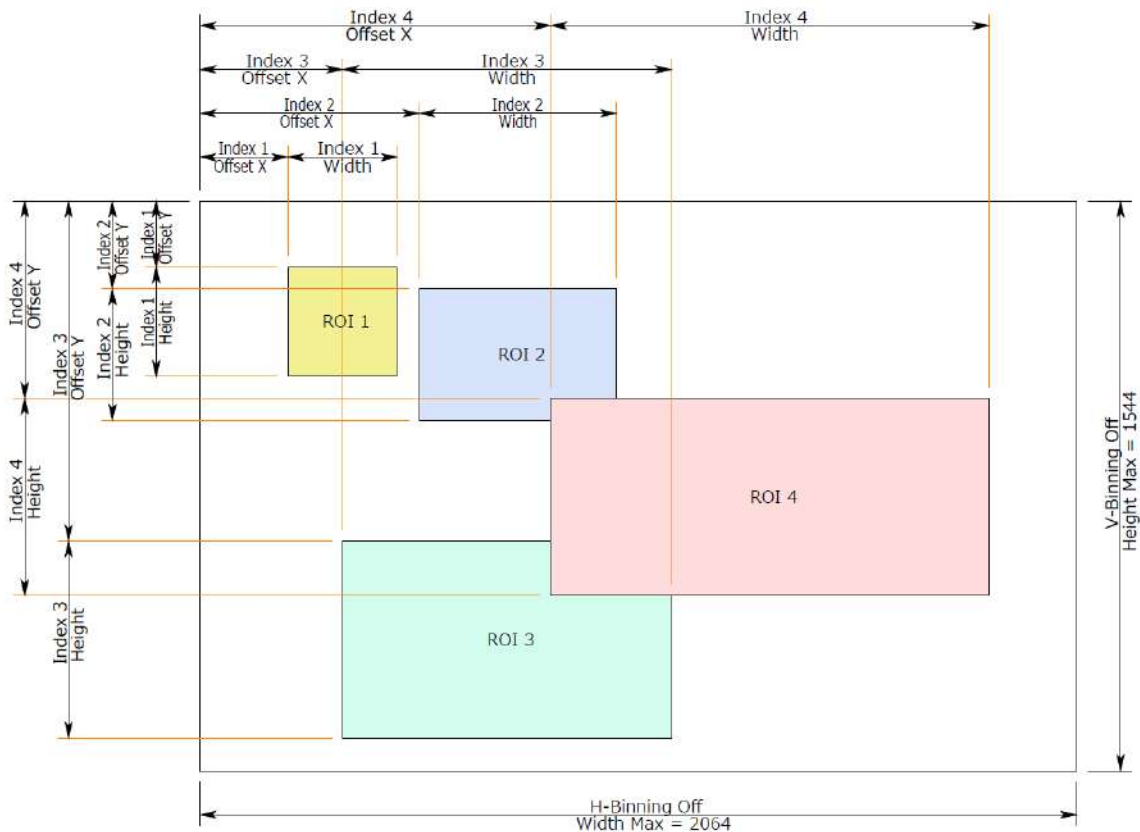 Index 4
Offset X
Index 4
Width
Index 3
Offset X
Index 3
Width
Index 2
Offset X
Index 2
Width
Index 1
Offset X
Index 1
Width
Index 4
Offset Y
Index 3
Offset Y
Index 2
Offset Y
Index 1
Offset Y
Index 2
Height
Index 1
Height
Index 4
Height
Index 3
Height
ROI 1
ROI 2
ROI 4
ROI 3
V-Binning Off
Height Max = 1544
H-Binning Off
Width Max = 2064